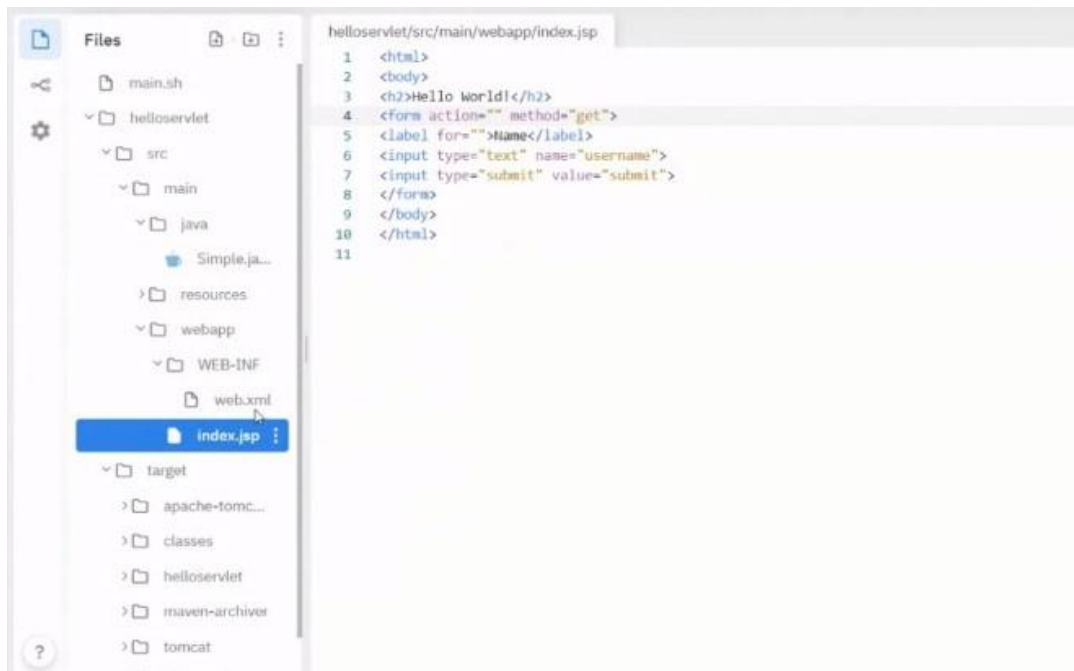 Files
main.sh
helloservlet
src
main
java
Simple.ja...
resources
webapp
WEB-INF
web.xml
index.jsp
target
apache-tomc...
classes
helloservlet
maven-archiver
tomcat
?
helloservlet/src/main/webapp/index.jsp
1 <html>
2 <body>
3 <h2>Hello World!</h2>
4 <form action="" method="get">
5 <label for="">Name</label>
6 <input type="text" name="username">
7 <input type="submit" value="submit">
8 </form>
9 </body>
10 </html>
11